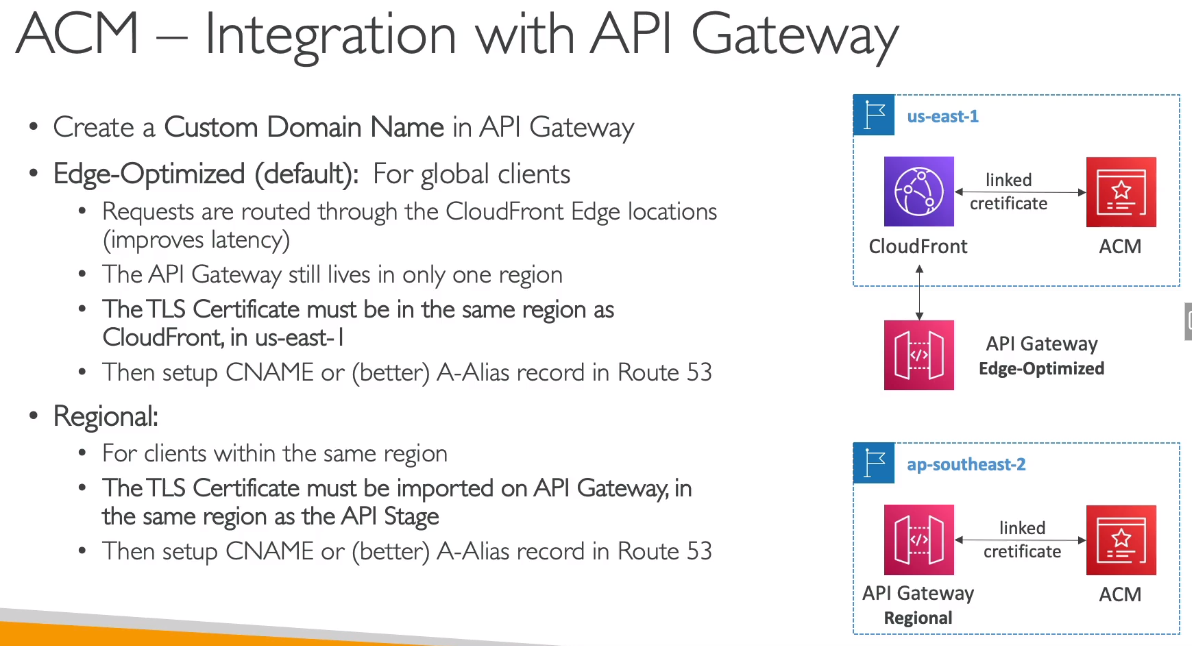 ACM – Integration with API Gateway
• Create a Custom Domain Name in API Gateway
• Edge-Optimized (default): For global clients
• Requests are routed through the CloudFront Edge locations
(improves latency)
• The API Gateway still lives in only one region
• The TLS Certificate must be in the same region as
CloudFront, in us-east-1
• Then setup CNAME or (better) A-Alias record in Route 53
• Regional:
• For clients within the same region
• The TLS Certificate must be imported on API Gateway, in
the same region as the API Stage
• Then setup CNAME or (better) A-Alias record in Route 53
us-east-1
linked
cretificate
CloudFront
ACM
API Gateway
Edge-Optimized
ap-southeast-2
linked
cretificate
API Gateway
Regional
ACM